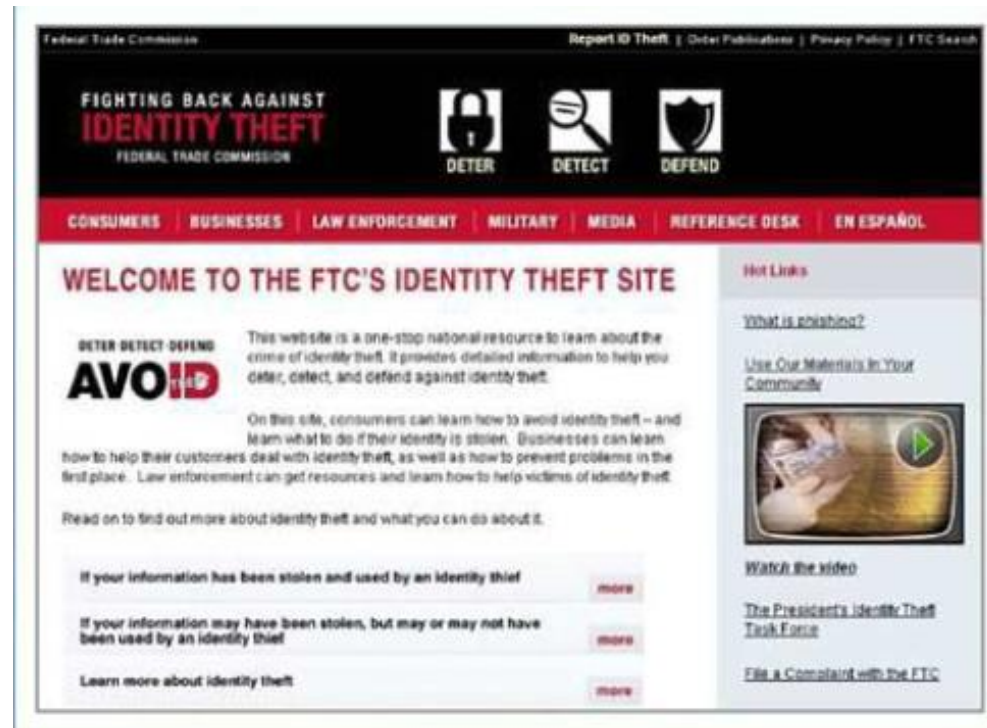 Federal Trade Commission
Report ID Theft | Order Publications | Privacy Policy | FTC Search
FIGHTING BACK AGAINST
IDENTITY THEFT
FEDERAL TRADE COMMISSION
DETER DETECT DEFEND
CONSUMERS BUSINESSES LAW ENFORCEMENT MILITARY MEDIA REFERENCE DESK EN ESPAÑOL
WELCOME TO THE FTC'S IDENTITY THEFT SITE
DETER·DETECT·DEFEND
AVOID
THEFT
This website is a one-stop national resource to learn about the
crime of identity theft. It provides detailed information to help you
deter, detect, and defend against identity theft.
On this site, consumers can learn how to avoid identity theft – and
learn what to do if their identity is stolen. Businesses can learn
how to help their customers deal with identity theft, as well as how to prevent problems in the
first place. Law enforcement can get resources and learn how to help victims of identity theft.
Read on to find out more about identity theft and what you can do about it.
If your information has been stolen and used by an identity thief
more
If your information may have been stolen, but may or may not have
been used by an identity thief
more
Learn more about identity theft
more
Hot Links
What is phishing?
Use Our Materials In Your
Community
Watch the video
The President's Identity Theft
Task Force
File a Complaint with the FTC